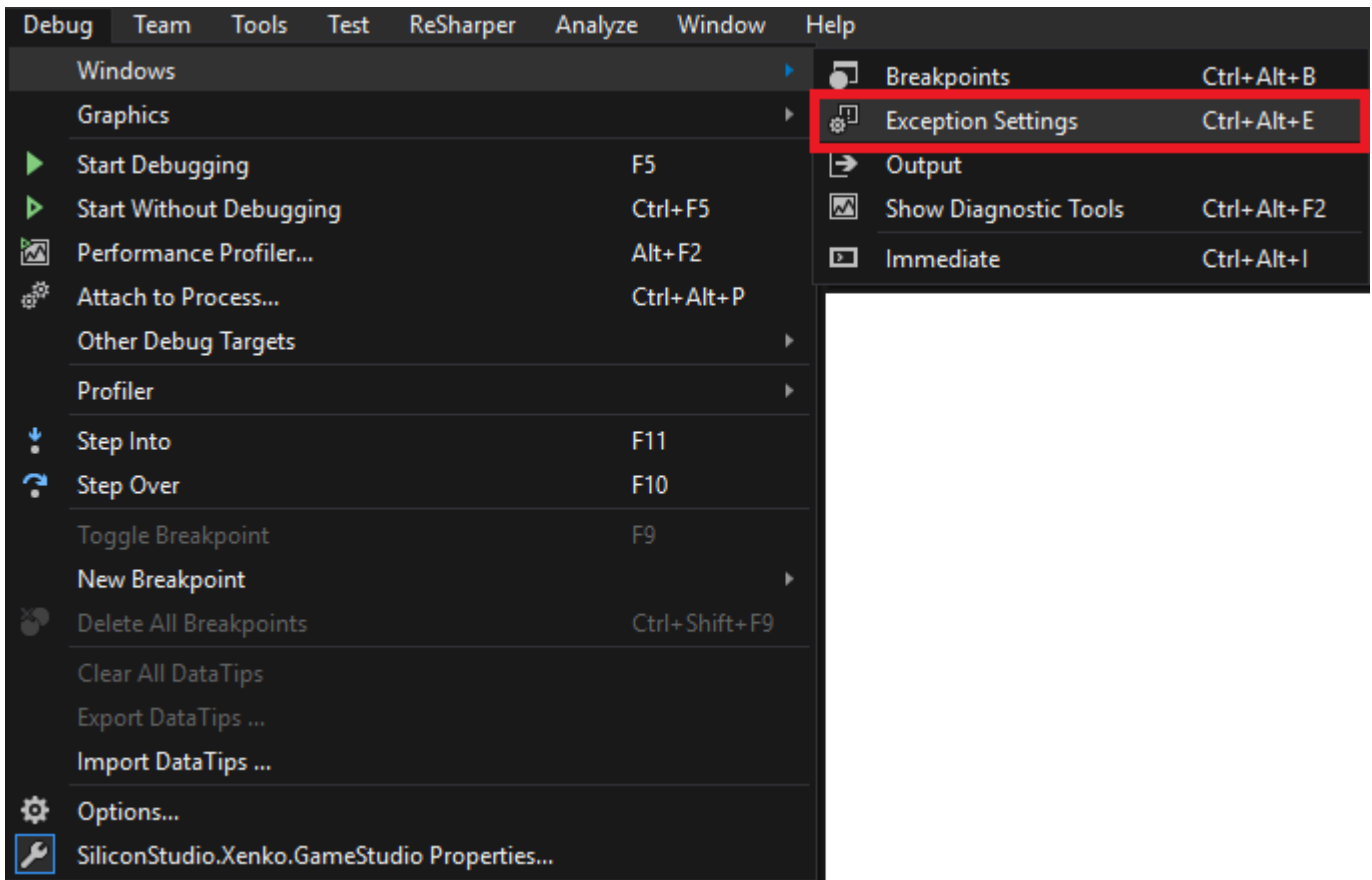 Debug Team Tools Test ReSharper Analyze Window Help
Windows
Graphics
Start Debugging F5
Start Without Debugging Ctrl+F5
Performance Profiler... Alt+F2
Attach to Process... Ctrl+Alt+P
Other Debug Targets
Profiler
Step Into F11
Step Over F10
Toggle Breakpoint F9
New Breakpoint
Delete All Breakpoints Ctrl+Shift+F9
Clear All DataTips
Export DataTips ...
Import DataTips ...
Options...
SiliconStudio.Xenko.GameStudio Properties...
Breakpoints Ctrl+Alt+B
Exception Settings Ctrl+Alt+E
Output
Show Diagnostic Tools Ctrl+Alt+F2
Immediate Ctrl+Alt+I